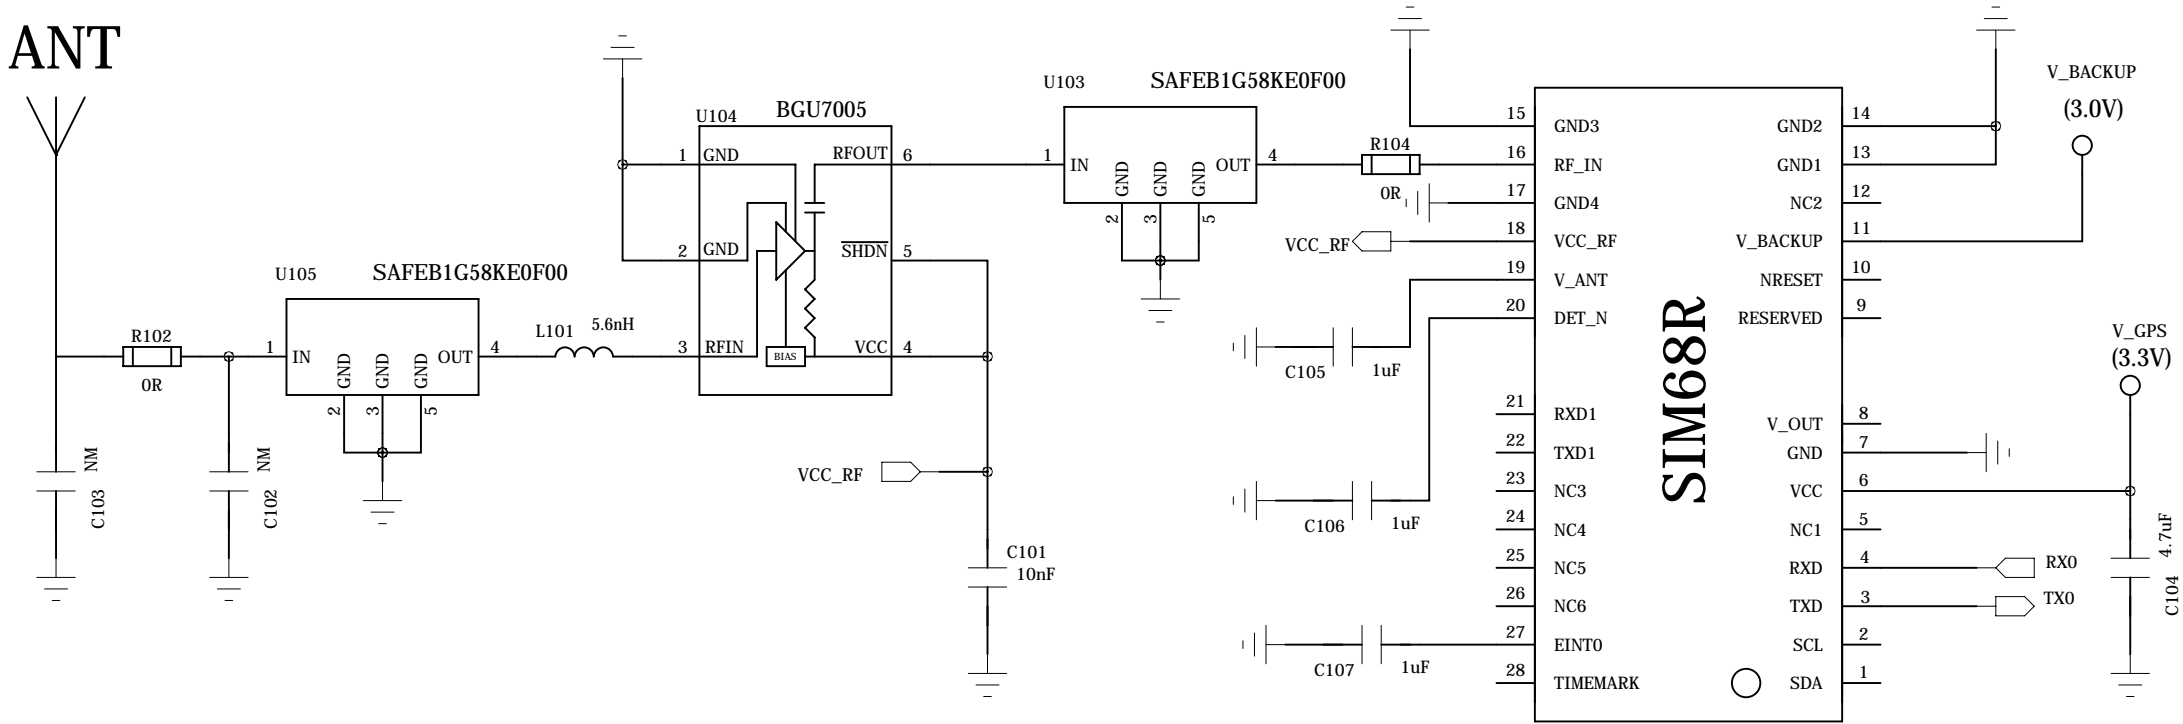 ANT
R102
0R
NM
C103
NM
C102
U105
SAFEB1G58KE0F00
1
IN
GND
GND
GND
OUT
4
2
3
5
L101
5.6nH
U104
BGU7005
1
GND
RFOUT
6
2
GND
SHDN
5
3
RFIN
BIAS
VCC
4
VCC_RF
C101
10nF
U103
SAFEB1G58KE0F00
1
IN
GND
GND
GND
OUT
4
2
3
5
R104
0R
VCC_RF
C105
1uF
C106
1uF
C107
1uF
SIM68R
15
GND3
16
RF_IN
17
GND4
18
VCC_RF
19
V_ANT
20
DET_N
21
RXD1
22
TXD1
23
NC3
24
NC4
25
NC5
26
NC6
27
EINT0
28
TIMEMARK
GND2
14
GND1
13
NC2
12
V_BACKUP
11
NRESET
10
RESERVED
9
V_OUT
8
GND
7
VCC
6
NC1
5
RXD
4
TXD
3
SCL
2
SDA
1
V_BACKUP
(3.0V)
V_GPS
(3.3V)
RX0
TX0
4.7uF
C104